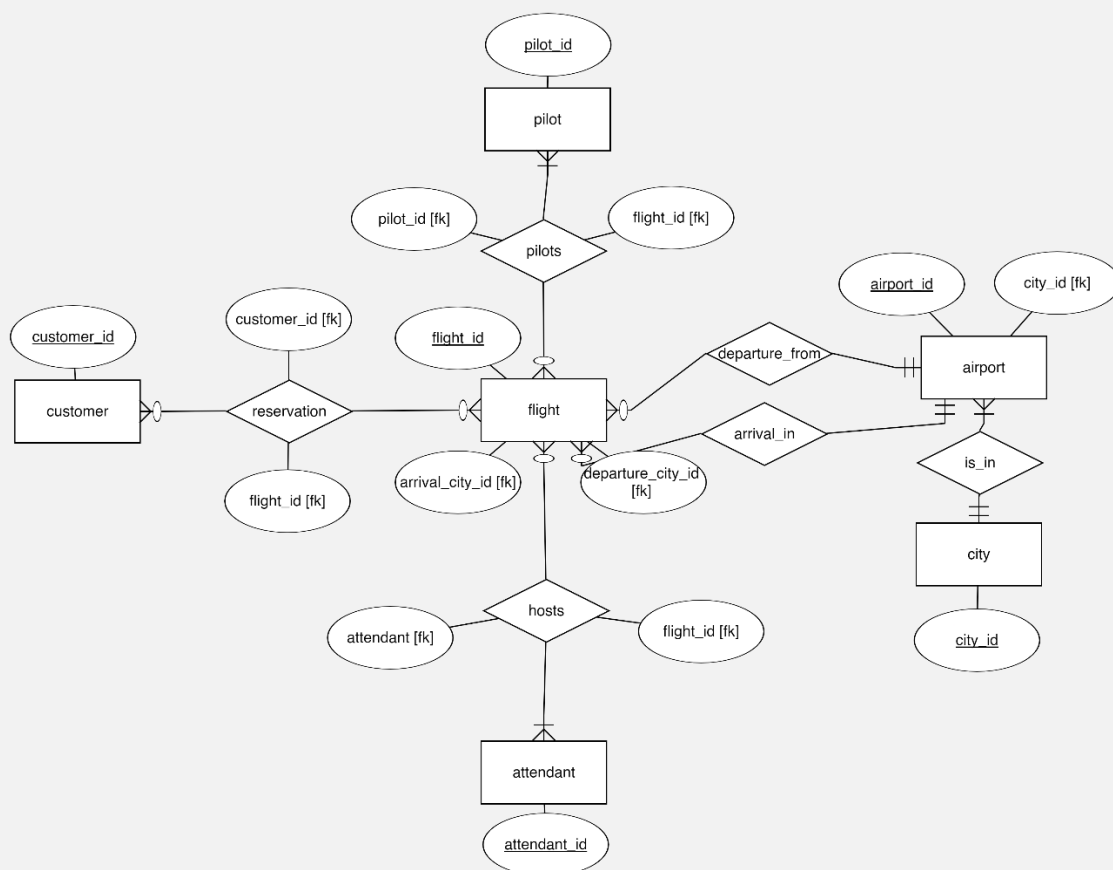 pilot_id
pilot
pilot_id [fk]
flight_id [fk]
pilots
airport_id
city_id [fk]
customer_id
customer_id [fk]
flight_id
departure_from
airport
customer
reservation
flight
arrival_in
is_in
flight_id [fk]
arrival_city_id [fk]
departure_city_id
[fk]
city
attendant [fk]
hosts
flight_id [fk]
city_id
attendant
attendant_id